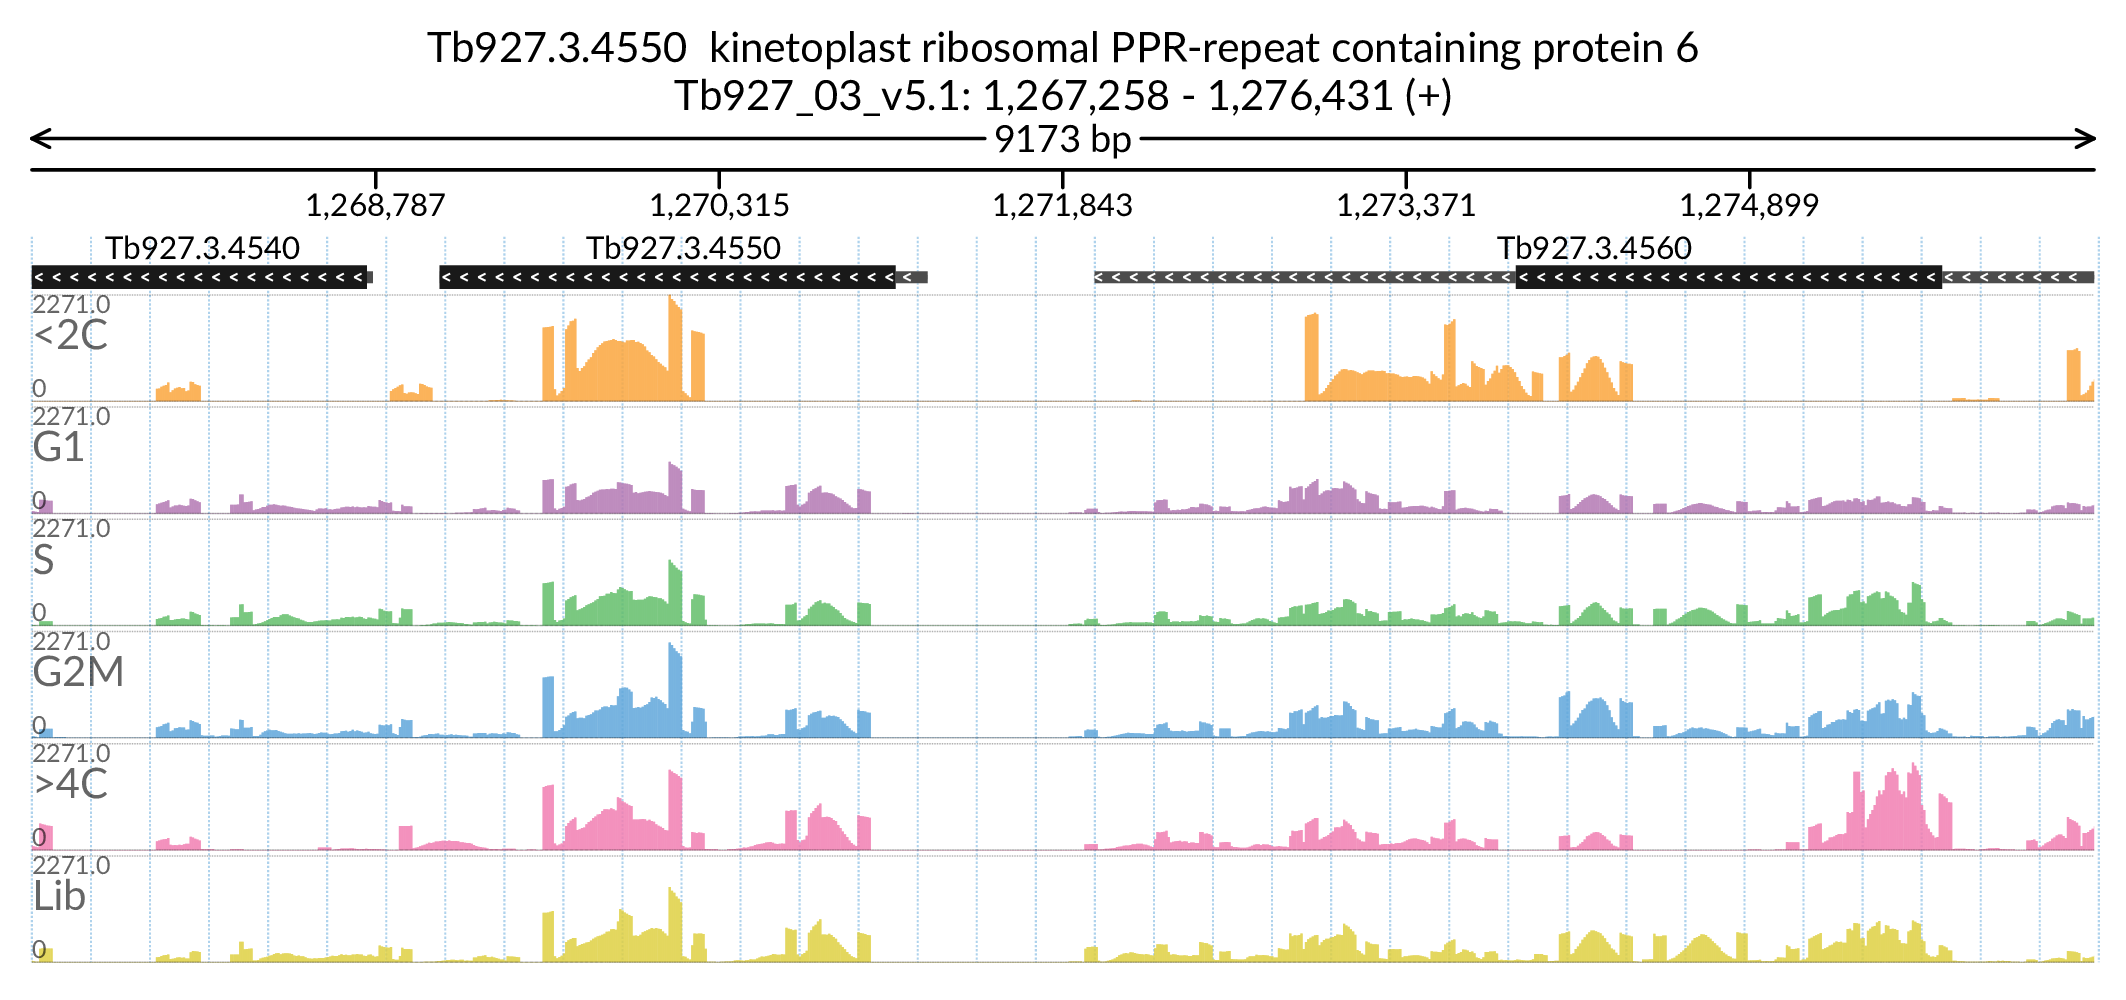 Tb927.3.4550  kinetoplast ribosomal PPR-repeat containing protein 6
Tb927_03_v5.1: 1,267,258 - 1,276,431 (+)
9173 bp
1,268,787 1,270,315 1,271,843 1,273,371 1,274,899
Tb927.3.4540 Tb927.3.4550 Tb927.3.4560
2271.0
<2C
0
2271.0
G1
0
2271.0
S
0
2271.0
G2M
0
2271.0
>4C
0
2271.0
Lib
0